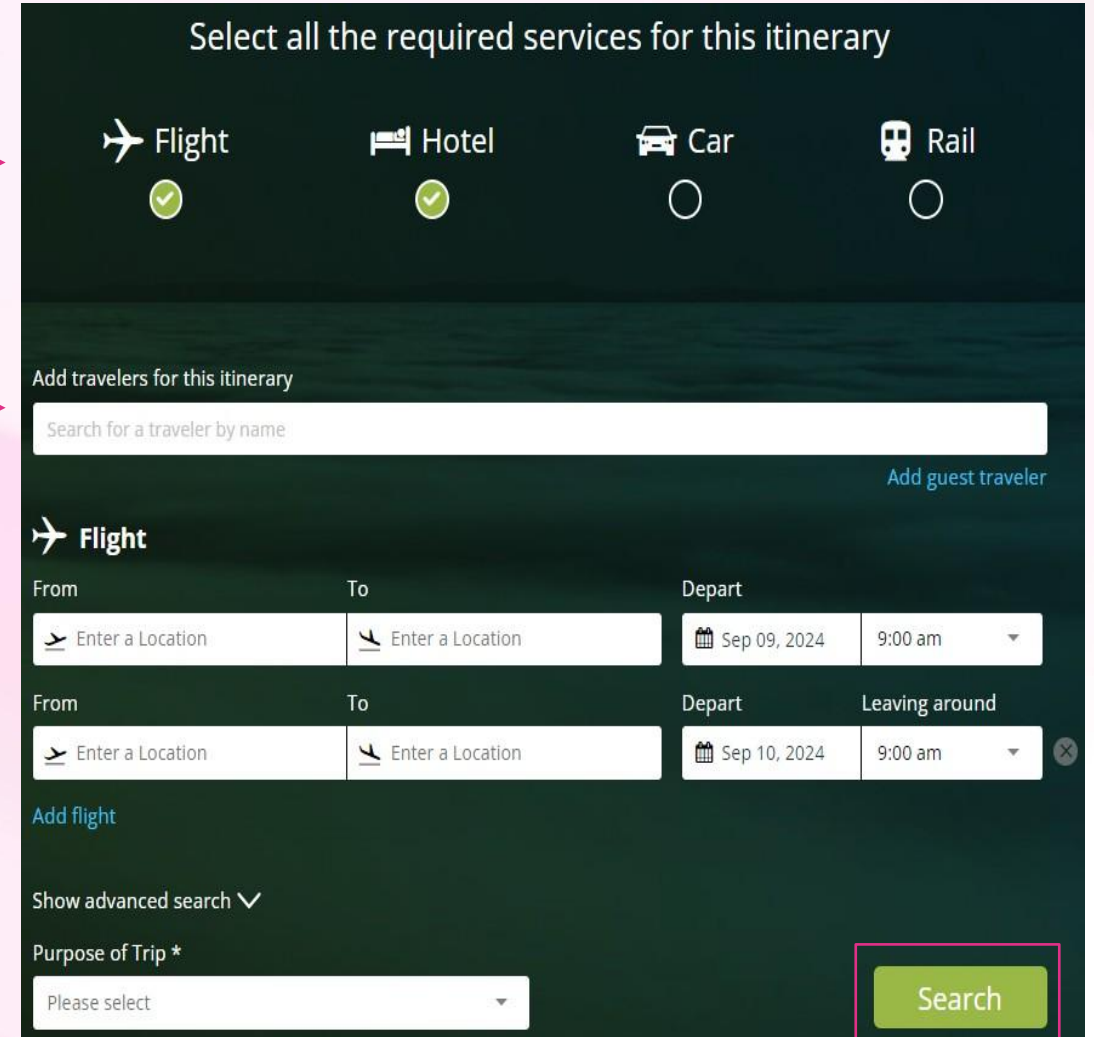 Select all the required services for this itinerary
Flight Hotel Car Rail
Add travelers for this itinerary
Search for a traveler by name
Add guest traveler
Flight
From To Depart
Enter a Location Enter a Location Sep 09, 2024 9:00 am
From To Depart Leaving around
Enter a Location Enter a Location Sep 10, 2024 9:00 am
Add flight
Show advanced search
Purpose of Trip *
Please select Search